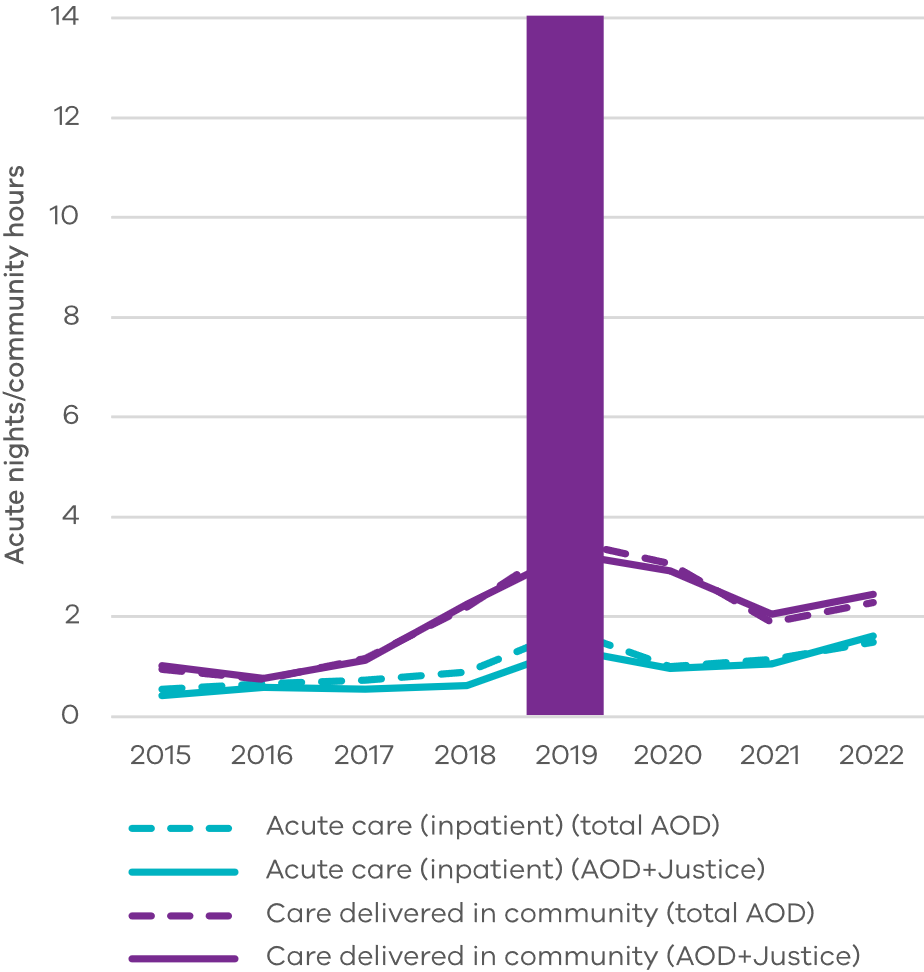 Acute nights/community hours
14
12
10
8
6
4
2
0
2015 2016 2017 2018 2019 2020 2021 2022
Acute care (inpatient) (total AOD)
Acute care (inpatient) (AOD+Justice)
Care delivered in community (total AOD)
Care delivered in community (AOD+Justice)